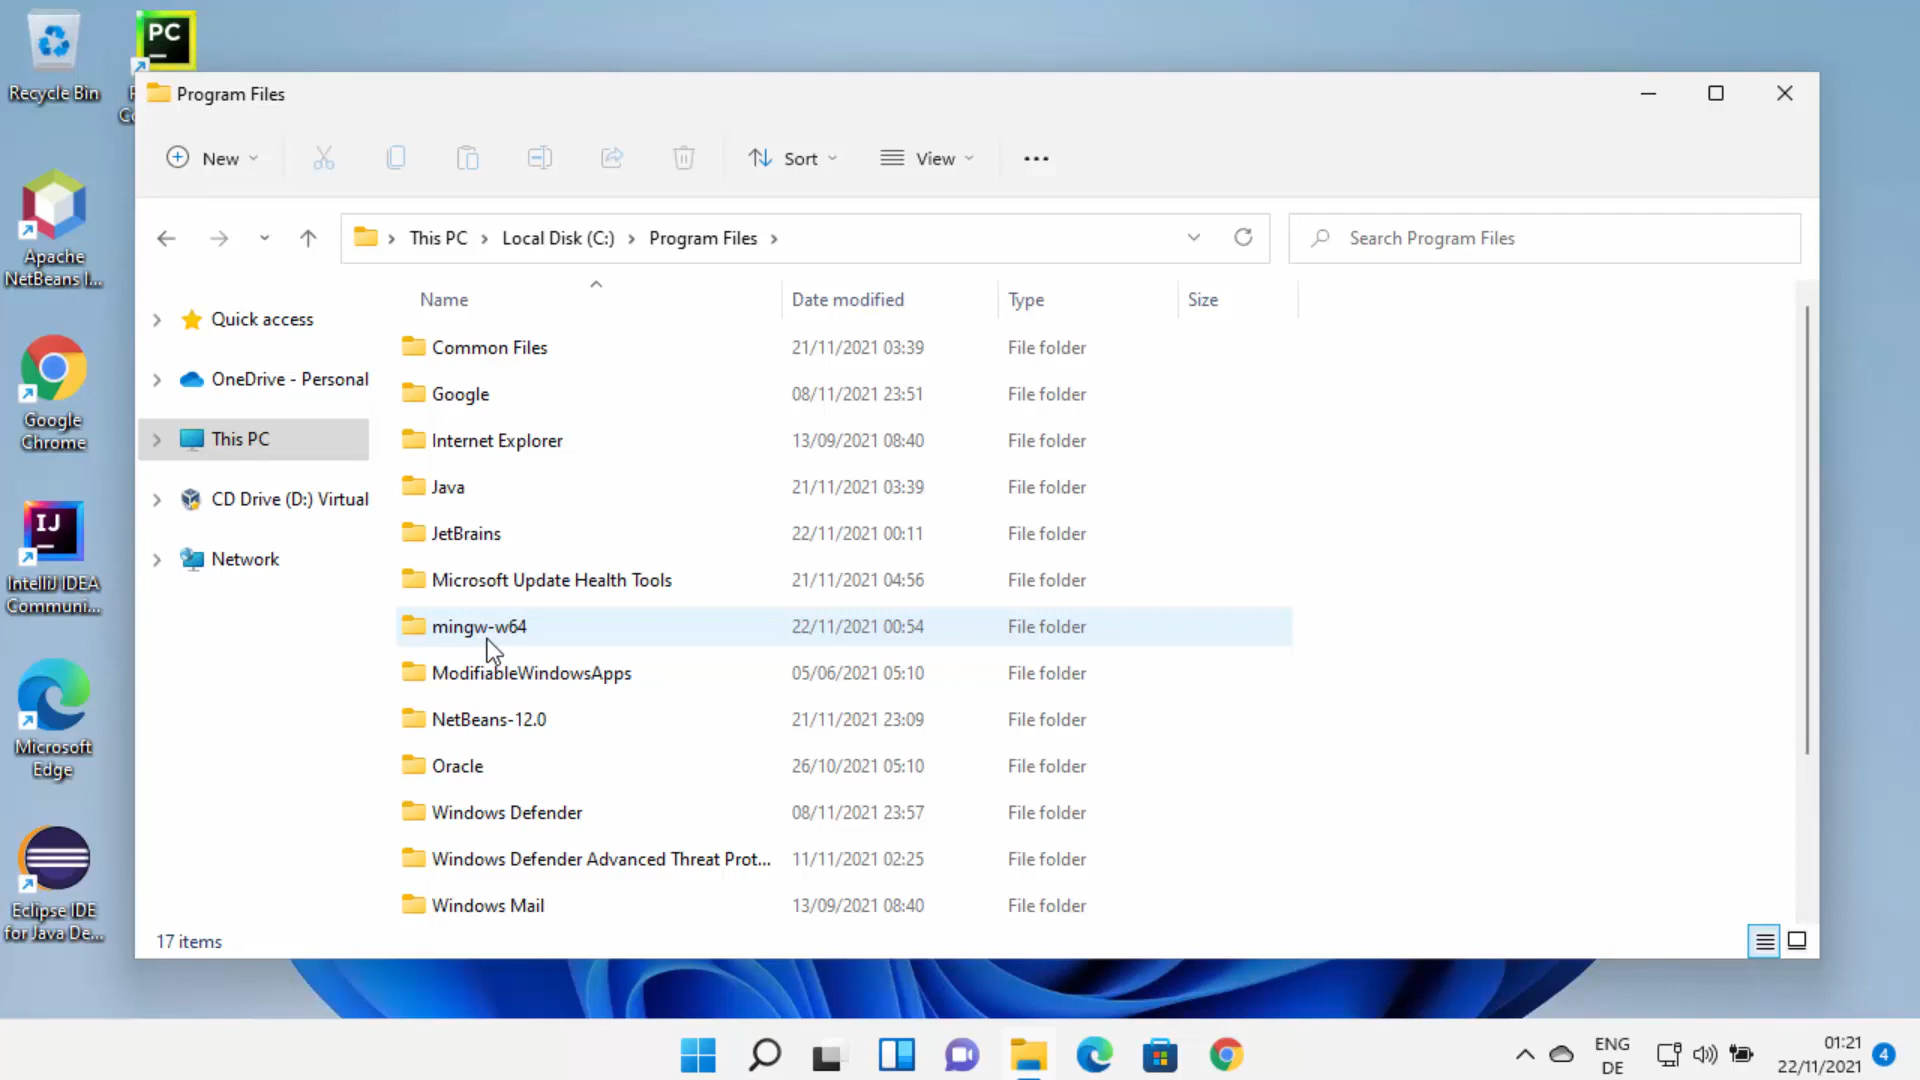 PC
Recycle Bin
Program Files
New
Sort
View
This PC
Local Disk (C:)
Program Files
Search Program Files
Apache
NetBeans I...
Name
Date modified
Type
Size
Quick access
OneDrive - Personal
This PC
CD Drive (D:) Virtual
Network
Common Files 21/11/2021 03:39 File folder
Google 08/11/2021 23:51 File folder
Internet Explorer 13/09/2021 08:40 File folder
Java 21/11/2021 03:39 File folder
JetBrains 22/11/2021 00:11 File folder
Microsoft Update Health Tools 21/11/2021 04:56 File folder
mingw-w64 22/11/2021 00:54 File folder
ModifiableWindowsApps 05/06/2021 05:10 File folder
NetBeans-12.0 21/11/2021 23:09 File folder
Oracle 26/10/2021 05:10 File folder
Windows Defender 08/11/2021 23:57 File folder
Windows Defender Advanced Threat Prot... 11/11/2021 02:25 File folder
Windows Mail 13/09/2021 08:40 File folder
17 items
Google
Chrome
IJ
IntelliJ IDEA
Communi...
Microsoft
Edge
Eclipse IDE
for Java De...
ENG
DE
01:21
22/11/2021
4